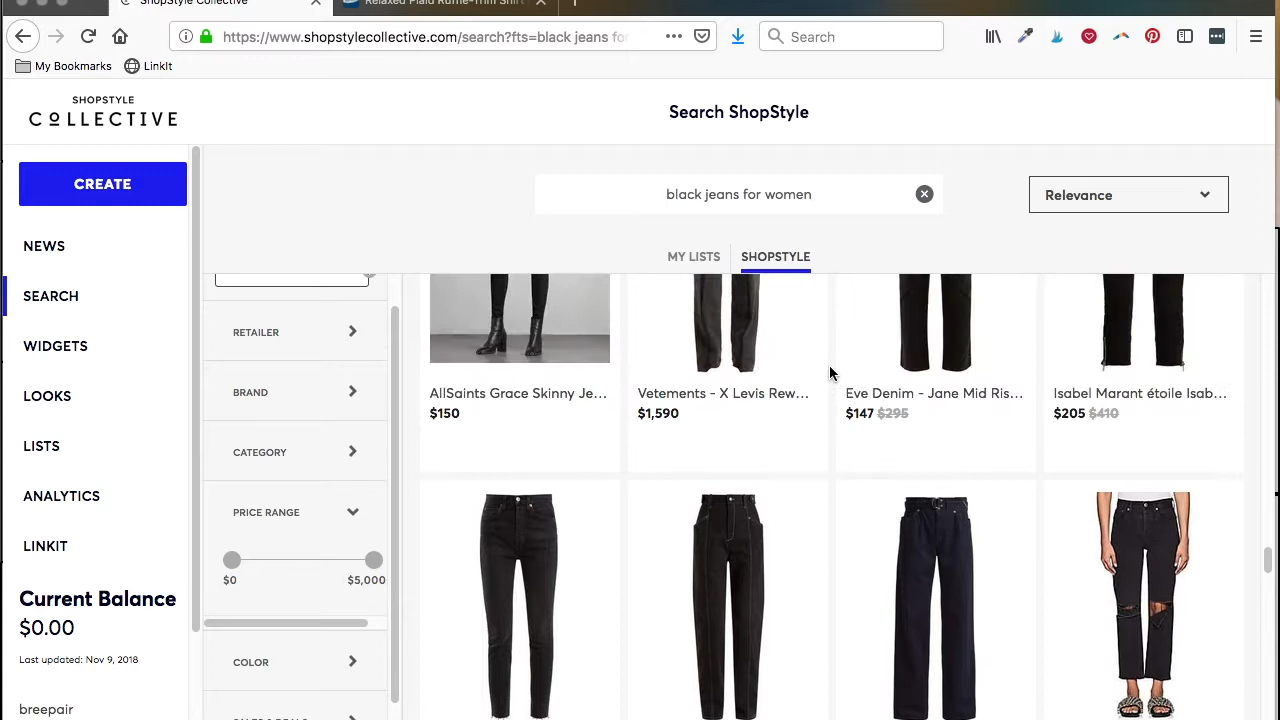 ShopStyle Collective
Relaxed Plaid Ruffle-Trim Shirt
https://www.shopstylecollective.com/search?fts=black jeans for
Search
My Bookmarks
LinkIt
SHOPSTYLE
COLLECTIVE
Search ShopStyle
CREATE
black jeans for women
Relevance
NEWS
MY LISTS
SHOPSTYLE
SEARCH
RETAILER
WIDGETS
BRAND
LOOKS
AllSaints Grace Skinny Je...
Vetements - X Levis Rew...
Eve Denim - Jane Mid Ris...
Isabel Marant étoile Isab...
$150
$1,590
$147 $295
$205 $410
LISTS
CATEGORY
ANALYTICS
PRICE RANGE
LINKIT
$0
$5,000
Current Balance
$0.00
Last updated: Nov 9, 2018
COLOR
breepair